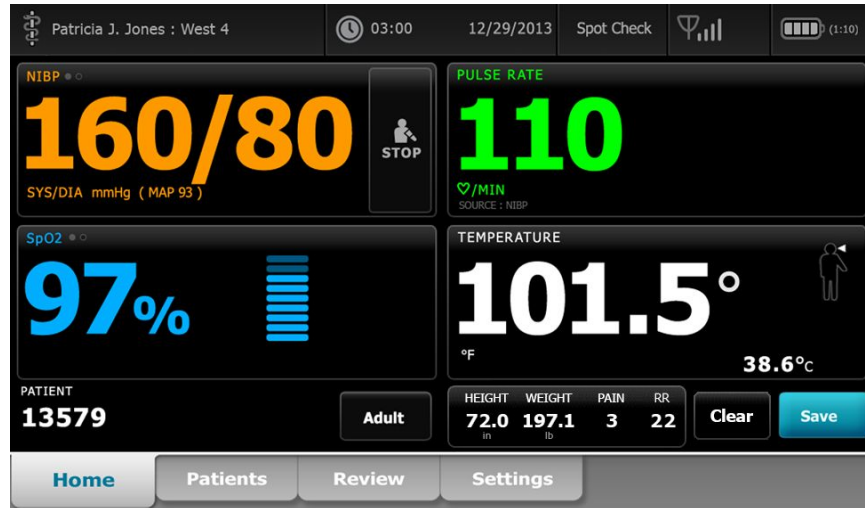 Patricia J. Jones : West 4
03:00
12/29/2013
Spot Check
(1:10)
NIBP
160/80
STOP
SYS/DIA mmHg ( MAP 93 )
PULSE RATE
110
/MIN
SOURCE : NIBP
SpO2
97%
TEMPERATURE
101.5°
°F
38.6°C
PATIENT
13579
Adult
HEIGHT WEIGHT PAIN RR
72.0 197.1 3 22
in lb
Clear
Save
Home Patients Review Settings